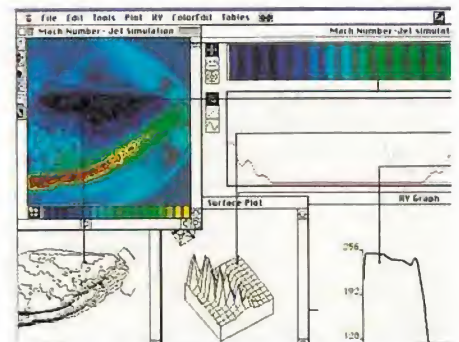 File Edit Tools Plot XY ColorEdit Tables
Mach Number-Jet Simulation
Mach Number-Jet simulat
Surface Plot
XY Graph
256
192
128